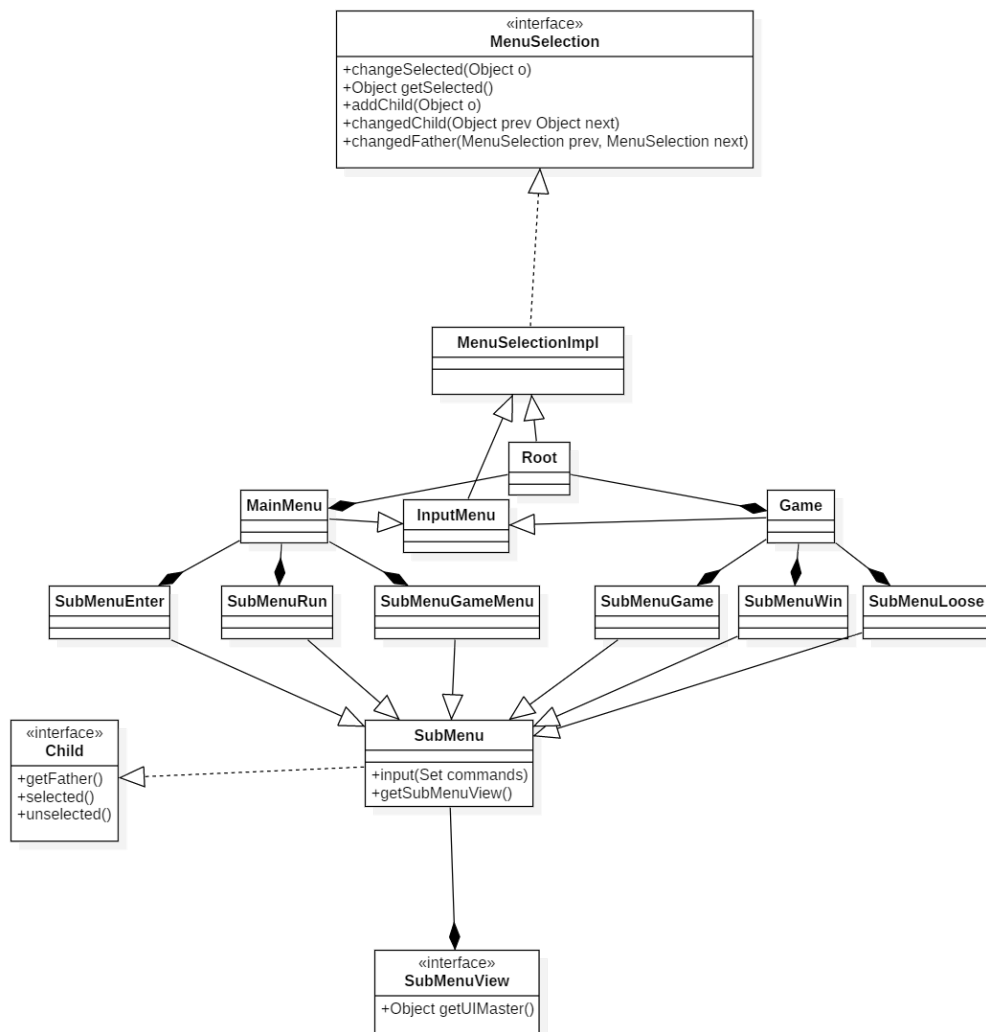 «interface»
MenuSelection
+changeSelected(Object o)
+Object getSelected()
+addChild(Object o)
+changedChild(Object prev Object next)
+changedFather(MenuSelection prev, MenuSelection next)
MenuSelectionImpl
Root
MainMenu
InputMenu
Game
SubMenuEnter
SubMenuRun
SubMenuGameMenu
SubMenuGame
SubMenuWin
SubMenuLoose
«interface»
Child
+getFather()
+selected()
+unselected()
SubMenu
+input(Set commands)
+getSubMenuView()
«interface»
SubMenuView
+Object getUIMaster()